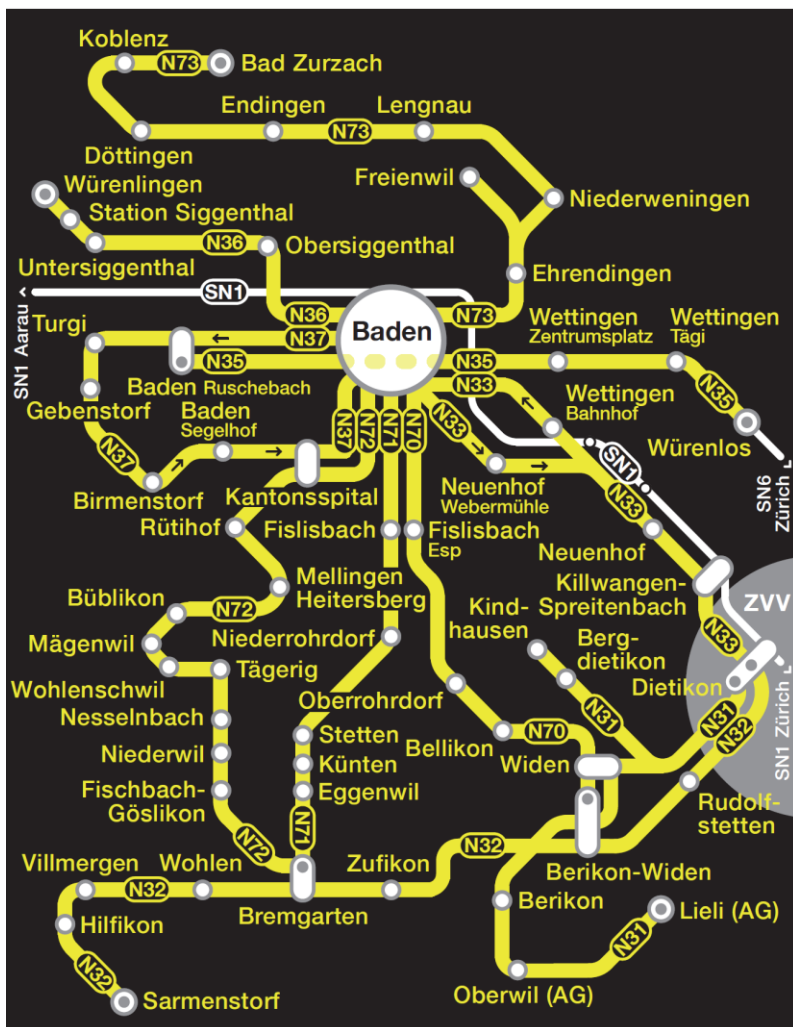 Koblenz
N73
Bad Zurzach
Endingen
N73
Lengnau
Döttingen
Freienwil
Niederweningen
Würenlingen
Station Siggenthal
N36
Obersiggenthal
Untersiggenthal
Ehrendingen
SN1
SN1 Aarau
N36
Baden
N73
Wettingen
Zentrumsplatz
Wettingen
Tägi
Turgi
N37
N35
N35
N33
N35
Baden Ruschebach
Wettingen
Bahnhof
Würenlos
SN6
Zürich
Gebenstorf
Baden
Segelhof
N37
N72
N71
N70
N33
SN1
N37
Birmenstorf
Kantonsspital
Neuenhof
Webermühle
N33
Rütihof
Fislisbach
Fislisbach
Esp
Neuenhof
Killwangen-
Spreitenbach
ZVV
Mellingen
Heitersberg
Büblikon
N72
Kind-
hausen
N33
Mägenwil
Niederrohrdorf
Berg-
dietikon
Dietikon
Wohlenschwil
Tägerig
Oberrohrdorf
N31
N31
N32
SN1 Zürich
Nesselnbach
Stetten
Bellikon
N70
Niederwil
Künten
Widen
Fischbach-
Göslikon
Eggenwil
Rudolf-
stetten
N71
N72
N32
Villmergen
N32
Wohlen
Bremgarten
Zufikon
Berikon-Widen
Berikon
Lieli (AG)
Hilfikon
N31
N32
Oberwil (AG)
Sarmenstorf